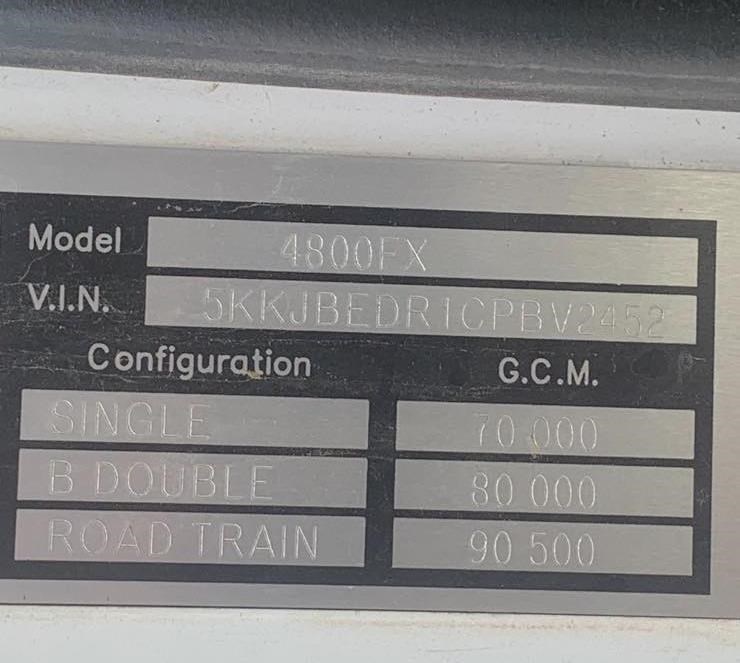 Model 4800FX
V.I.N. 5KKJBEDR1CPBV2452
Configuration G.C.M.
SINGLE 70 000
B DOUBLE 80 000
ROAD TRAIN 90 500